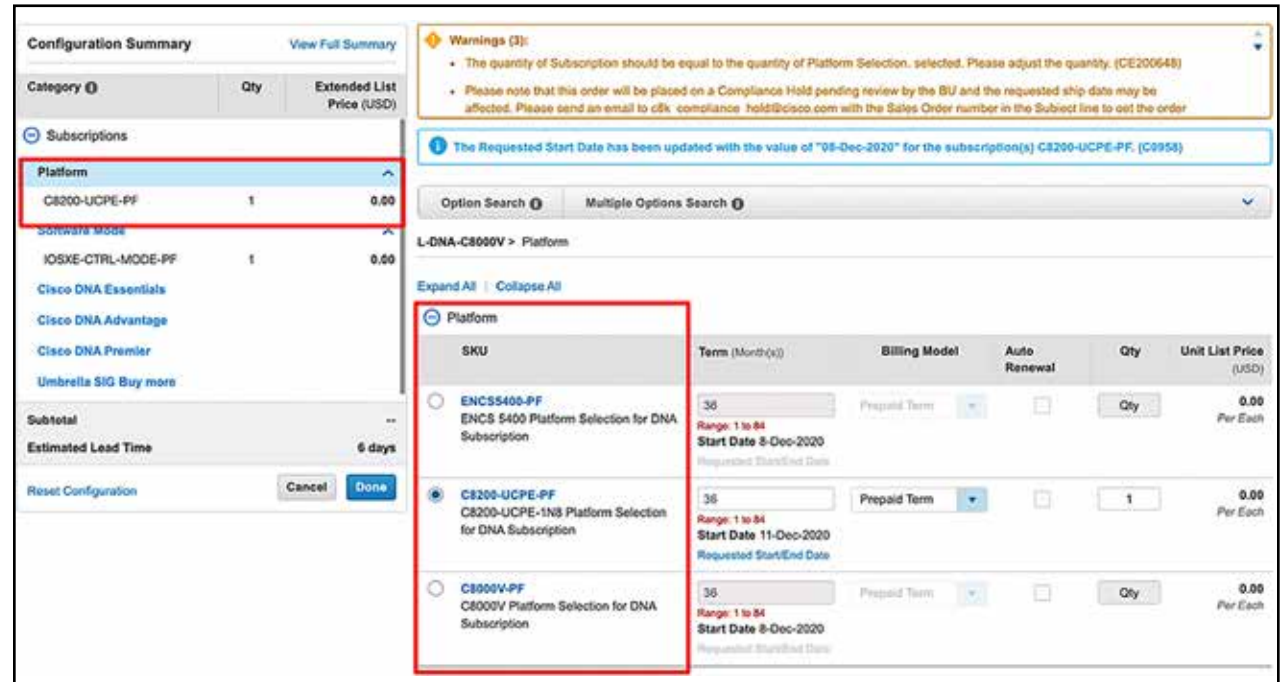 Configuration Summary
View Full Summary
Category
Qty
Extended List
Price (USD)
Subscriptions
Platform
C8200-UCPE-PF 1 0.00
Software Mode
IOSXE-CTRL-MODE-PF 1 0.00
Cisco DNA Essentials
Cisco DNA Advantage
Cisco DNA Premier
Umbrella SIG Buy more
Subtotal --
Estimated Lead Time 6 days
Reset Configuration Cancel Done
Warnings (3):
• The quantity of Subscription should be equal to the quantity of Platform Selection. selected. Please adjust the quantity. (CE200648)
• Please note that this order will be placed on a Compliance Hold pending review by the BU and the requested ship date may be
affected. Please send an email to c8k_compliance_hold@cisco.com with the Sales Order number in the Subject line to get the order
The Requested Start Date has been updated with the value of "08-Dec-2020" for the subscription(s) C8200-UCPE-PF. (C0958)
Option Search Multiple Options Search
L-DNA-C8000V > Platform
Expand All | Collapse All
Platform
SKU
Term (Month(s))
Billing Model
Auto
Renewal
Qty
Unit List Price
(USD)
ENCS5400-PF
ENCS 5400 Platform Selection for DNA
Subscription
36
Range: 1 to 84
Start Date 8-Dec-2020
Requested Start/End Date
Prepaid Term
Qty
0.00
Per Each
C8200-UCPE-PF
C8200-UCPE-1N8 Platform Selection
for DNA Subscription
36
Range: 1 to 84
Start Date 11-Dec-2020
Requested Start/End Date
Prepaid Term
1
0.00
Per Each
C8000V-PF
C8000V Platform Selection for DNA
Subscription
36
Range: 1 to 84
Start Date 8-Dec-2020
Requested Start/End Date
Prepaid Term
Qty
0.00
Per Each